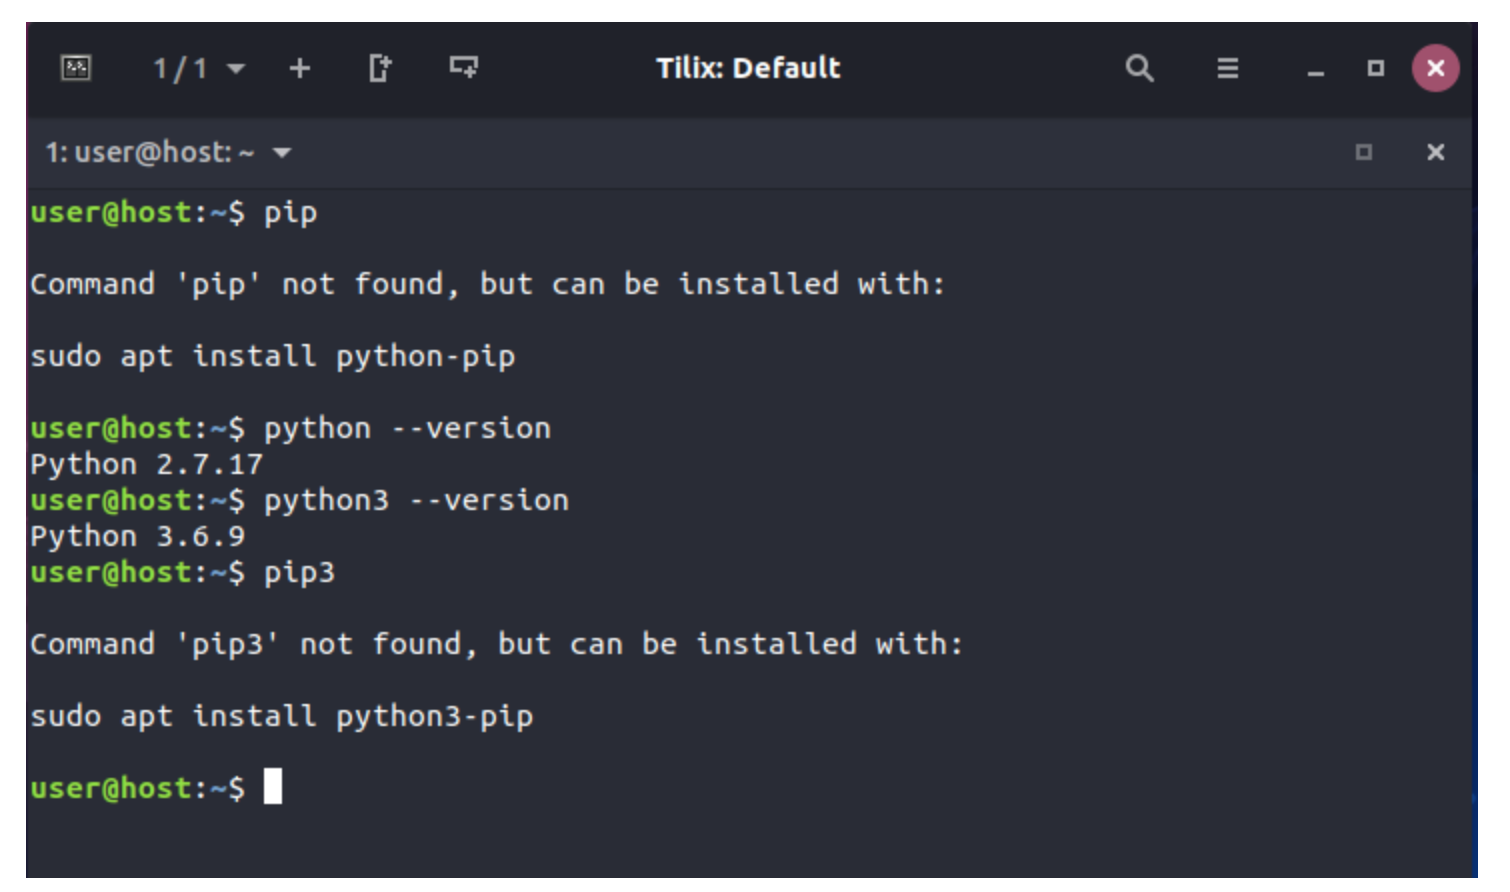 1 / 1
Tilix: Default
1: user@host: ~
user@host:~$ pip
Command 'pip' not found, but can be installed with:
sudo apt install python-pip
user@host:~$ python --version
Python 2.7.17
user@host:~$ python3 --version
Python 3.6.9
user@host:~$ pip3
Command 'pip3' not found, but can be installed with:
sudo apt install python3-pip
user@host:~$